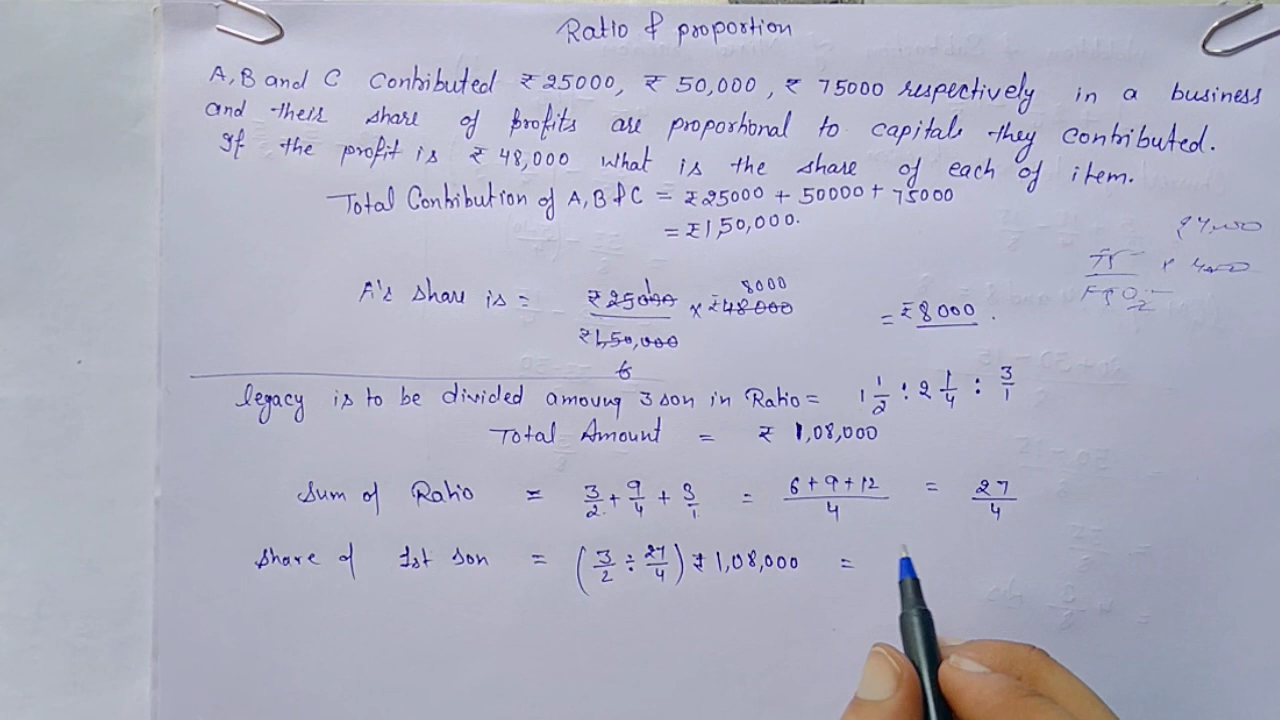 Ratio & proportion
A, B and C contributed ₹ 25000, ₹ 50,000, ₹ 75000 respectively in a business
and their share of profits are proportional to capitals they contributed.
If the profit is ₹ 48,000 what is the share of each of item.
Total Contribution of A, B & C = ₹ 25000 + 50000 + 75000
= ₹ 1,50,000.
A's share is = ₹ 25000 / ₹ 1,50,000 × ₹ 48000 = ₹ 8000.
1 8000
6
legacy is to be divided among 3 son in Ratio = 1 1/2 : 2 1/4 : 3/1
Total Amount = ₹ 1,08,000
Sum of Ratio = 3/2 + 9/4 + 3/1 = 6+9+12/4 = 27/4
Share of 1st son = (3/2 ÷ 27/4) ₹ 1,08,000 =